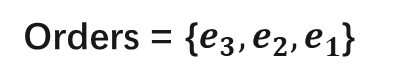 Orders = {e₃, e₂, e₁}